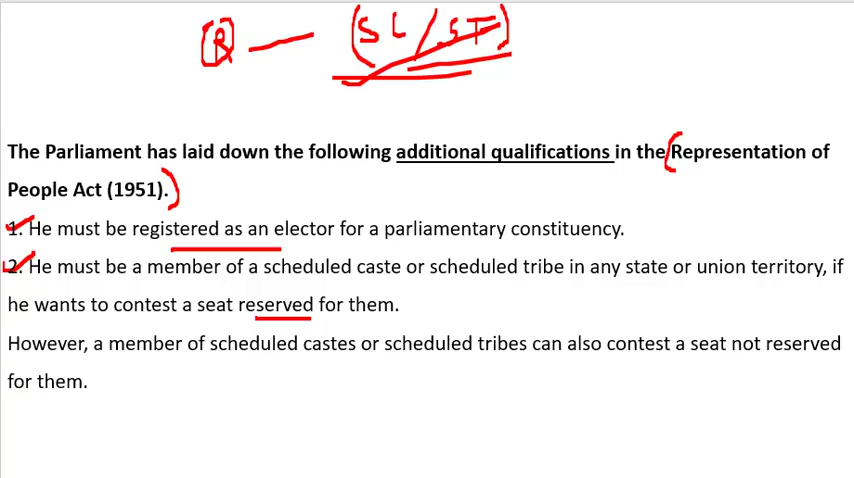 R — (SC/ST)
The Parliament has laid down the following additional qualifications in the Representation of
People Act (1951).
1. He must be registered as an elector for a parliamentary constituency.
2. He must be a member of a scheduled caste or scheduled tribe in any state or union territory, if
he wants to contest a seat reserved for them.
However, a member of scheduled castes or scheduled tribes can also contest a seat not reserved
for them.